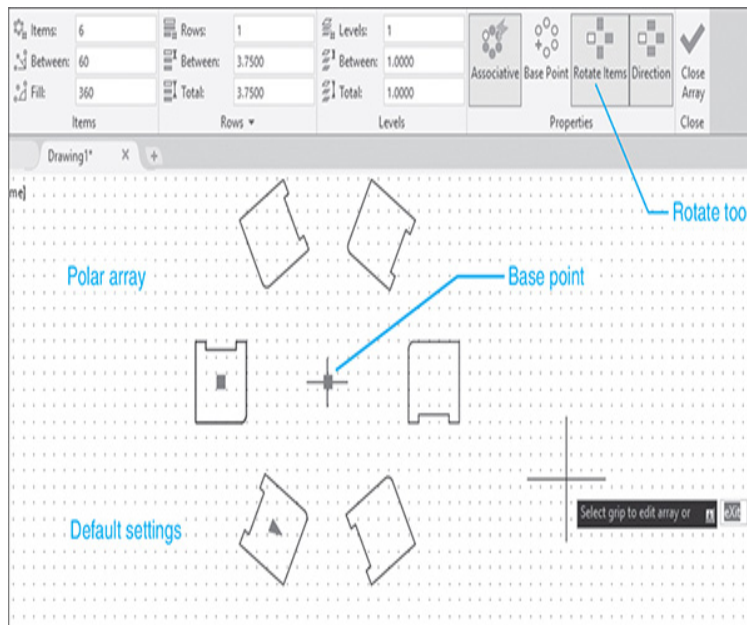 Items: 6 Rows: 1 Levels: 1
Between: 60 Between: 3.7500 Between: 1.0000
Fill: 360 Total: 3.7500 Total: 1.0000
Associative Base Point Rotate Items Direction Close Array
Items Rows Levels Properties Close
Drawing1* X +
me]
Rotate too
Polar array
Base point
Default settings
Select grip to edit array or eXit